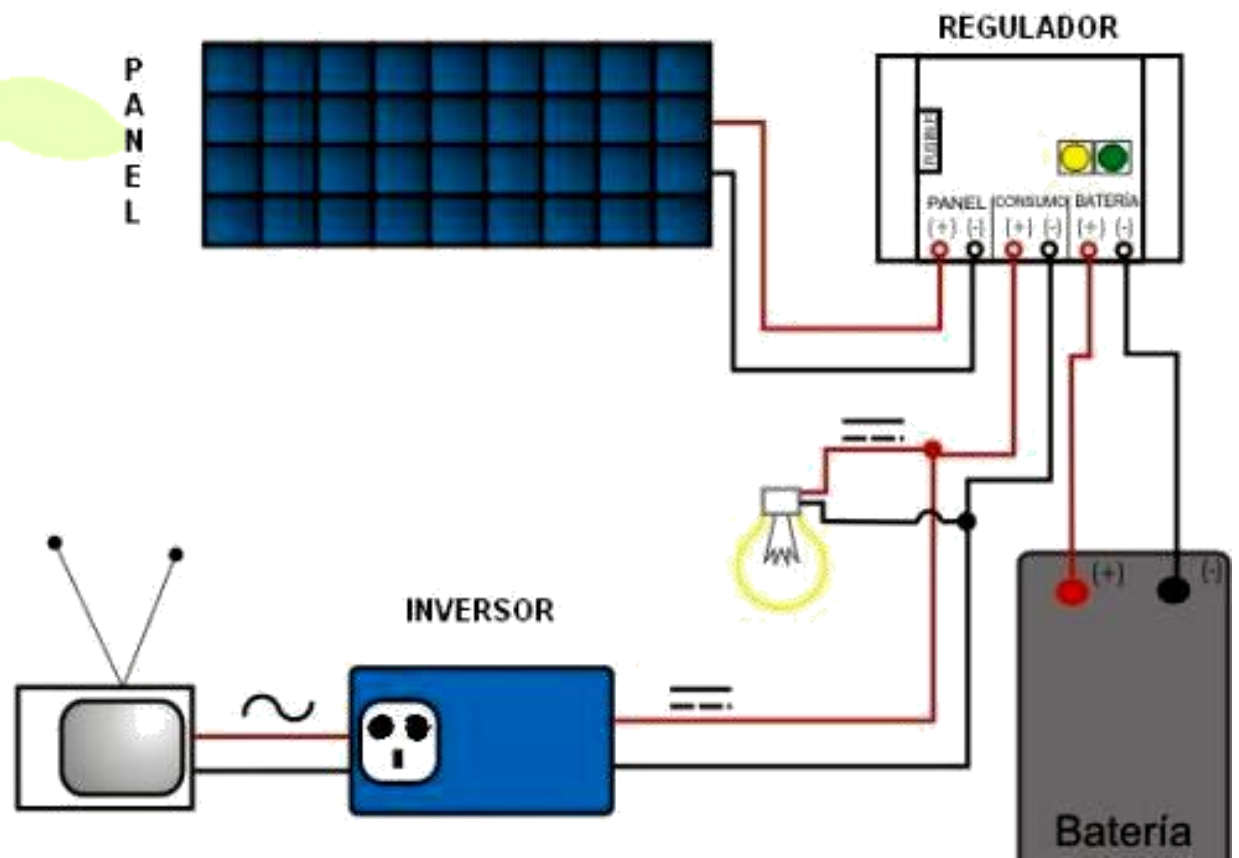 PANEL
REGULADOR
FUSIBLE
PANEL CONSUMO BATERÍA
(+) (-) (+) (-) (+) (-)
(+) (-)
INVERSOR
Batería